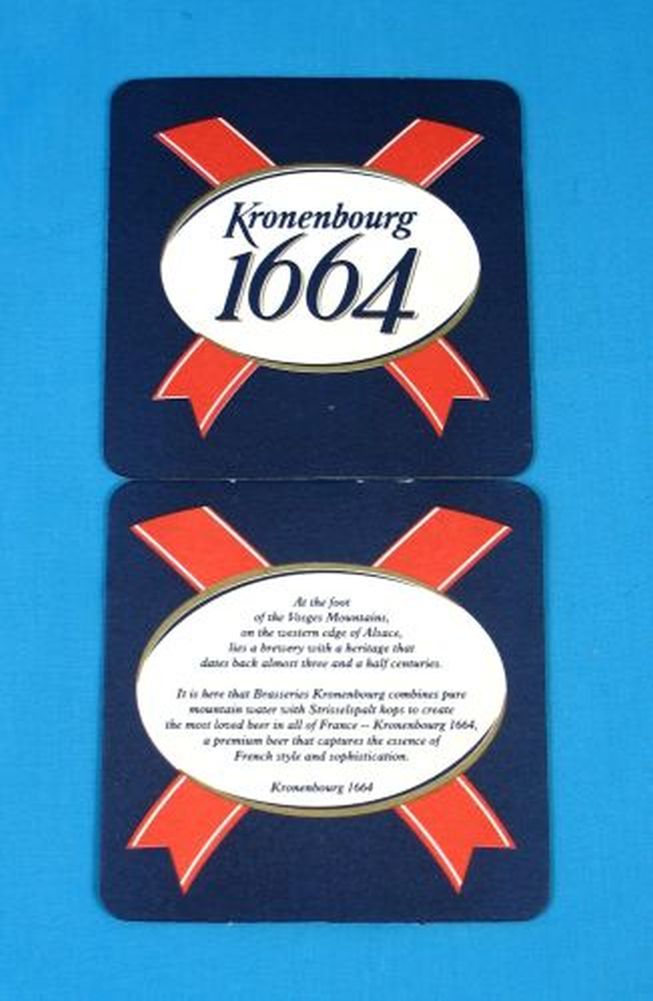 Kronenbourg
1664
At the foot
of the Vosges Mountains,
on the western edge of Alsace,
lies a brewery with a heritage that
dates back almost three and a half centuries.
It is here that Brasseries Kronenbourg combines pure
mountain water with Strisselspalt hops to create
the most loved beer in all of France -- Kronenbourg 1664,
a premium beer that captures the essence of
French style and sophistication.
Kronenbourg 1664